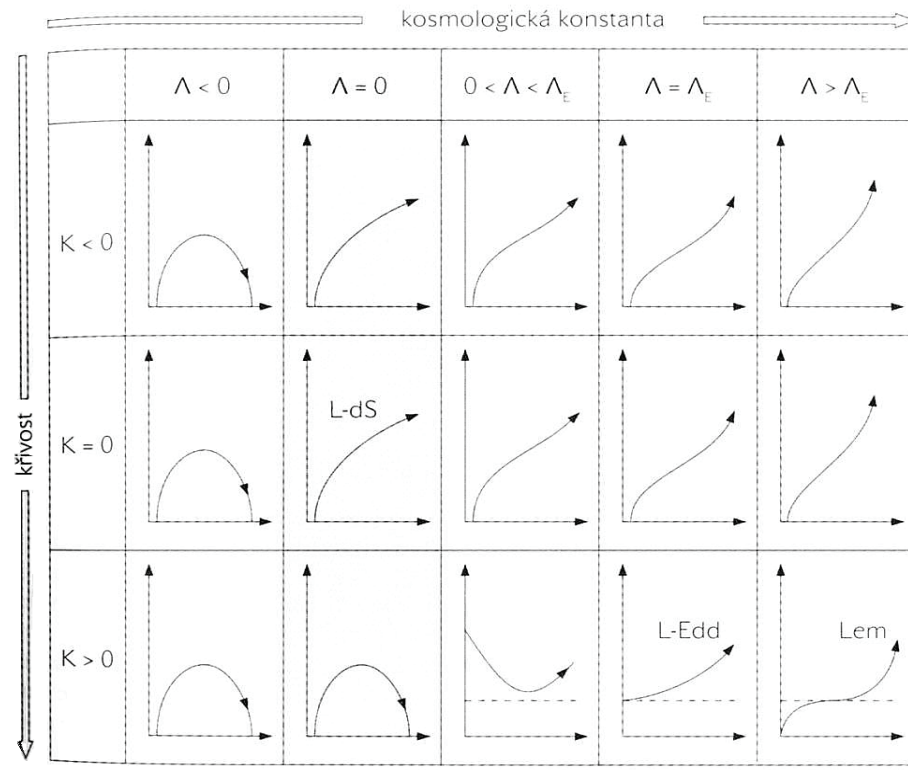 kosmologická konstanta
Λ < 0
Λ = 0
0 < Λ < Λ_E
Λ = Λ_E
Λ > Λ_E
křivost
K < 0
K = 0
L-dS
K > 0
L-Edd
Lem